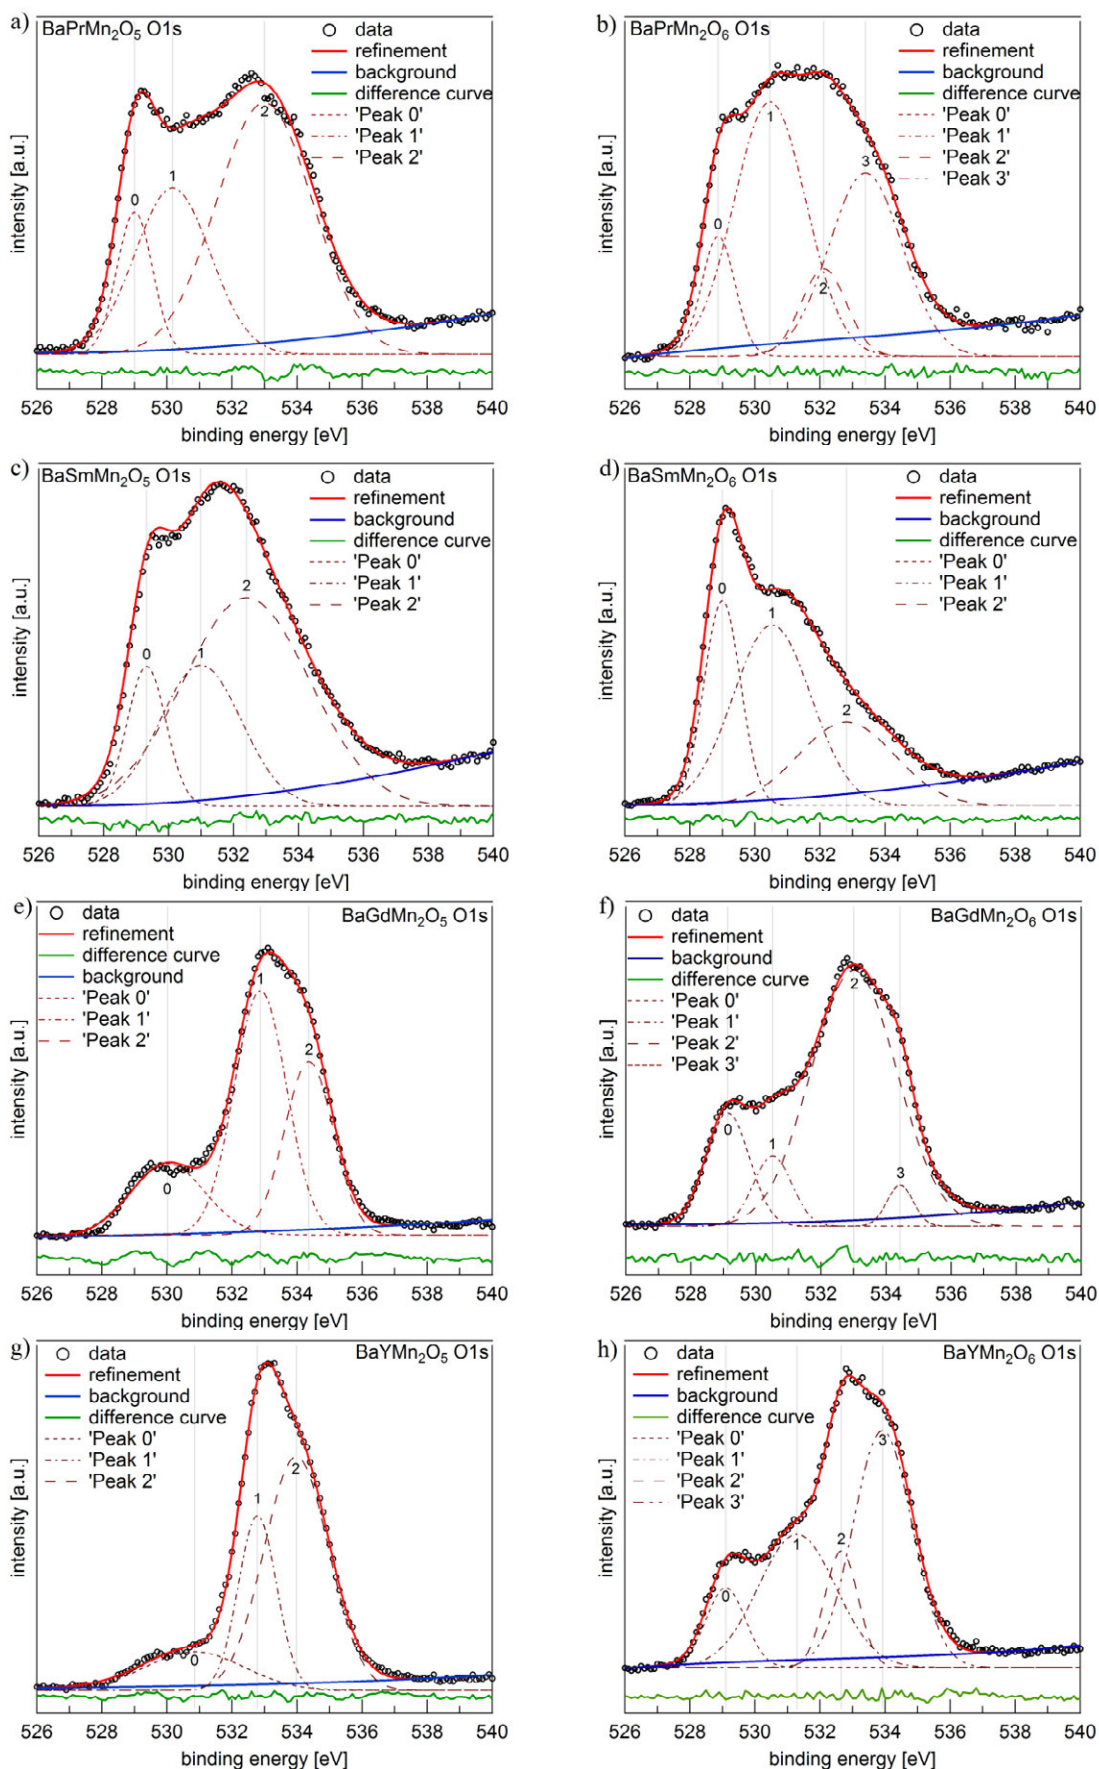 a)
BaPrMn₂O₅ O1s
data
refinement
background
difference curve
'Peak 0'
'Peak 1'
'Peak 2'
0
1
2
intensity [a.u.]
526 528 530 532 534 536 538 540
binding energy [eV]
b)
BaPrMn₂O₆ O1s
data
refinement
background
difference curve
'Peak 0'
'Peak 1'
'Peak 2'
'Peak 3'
0
1
2
3
intensity [a.u.]
526 528 530 532 534 536 538 540
binding energy [eV]
c)
BaSmMn₂O₅ O1s
data
refinement
background
difference curve
'Peak 0'
'Peak 1'
'Peak 2'
0
1
2
intensity [a.u.]
526 528 530 532 534 536 538 540
binding energy [eV]
d)
BaSmMn₂O₆ O1s
data
refinement
background
difference curve
'Peak 0'
'Peak 1'
'Peak 2'
0
1
2
intensity [a.u.]
526 528 530 532 534 536 538 540
binding energy [eV]
e)
data
refinement
difference curve
background
'Peak 0'
'Peak 1'
'Peak 2'
BaGdMn₂O₅ O1s
0
1
2
intensity [a.u.]
526 528 530 532 534 536 538 540
binding energy [eV]
f)
data
refinement
background
difference curve
'Peak 0'
'Peak 1'
'Peak 2'
'Peak 3'
BaGdMn₂O₆ O1s
0
1
2
3
intensity [a.u.]
526 528 530 532 534 536 538 540
binding energy [eV]
g)
data
refinement
background
difference curve
'Peak 0'
'Peak 1'
'Peak 2'
BaYMn₂O₅ O1s
0
1
2
intensity [a.u.]
526 528 530 532 534 536 538 540
binding energy [eV]
h)
data
refinement
background
difference curve
'Peak 0'
'Peak 1'
'Peak 2'
'Peak 3'
BaYMn₂O₆ O1s
0
1
2
3
intensity [a.u.]
526 528 530 532 534 536 538 540
binding energy [eV]